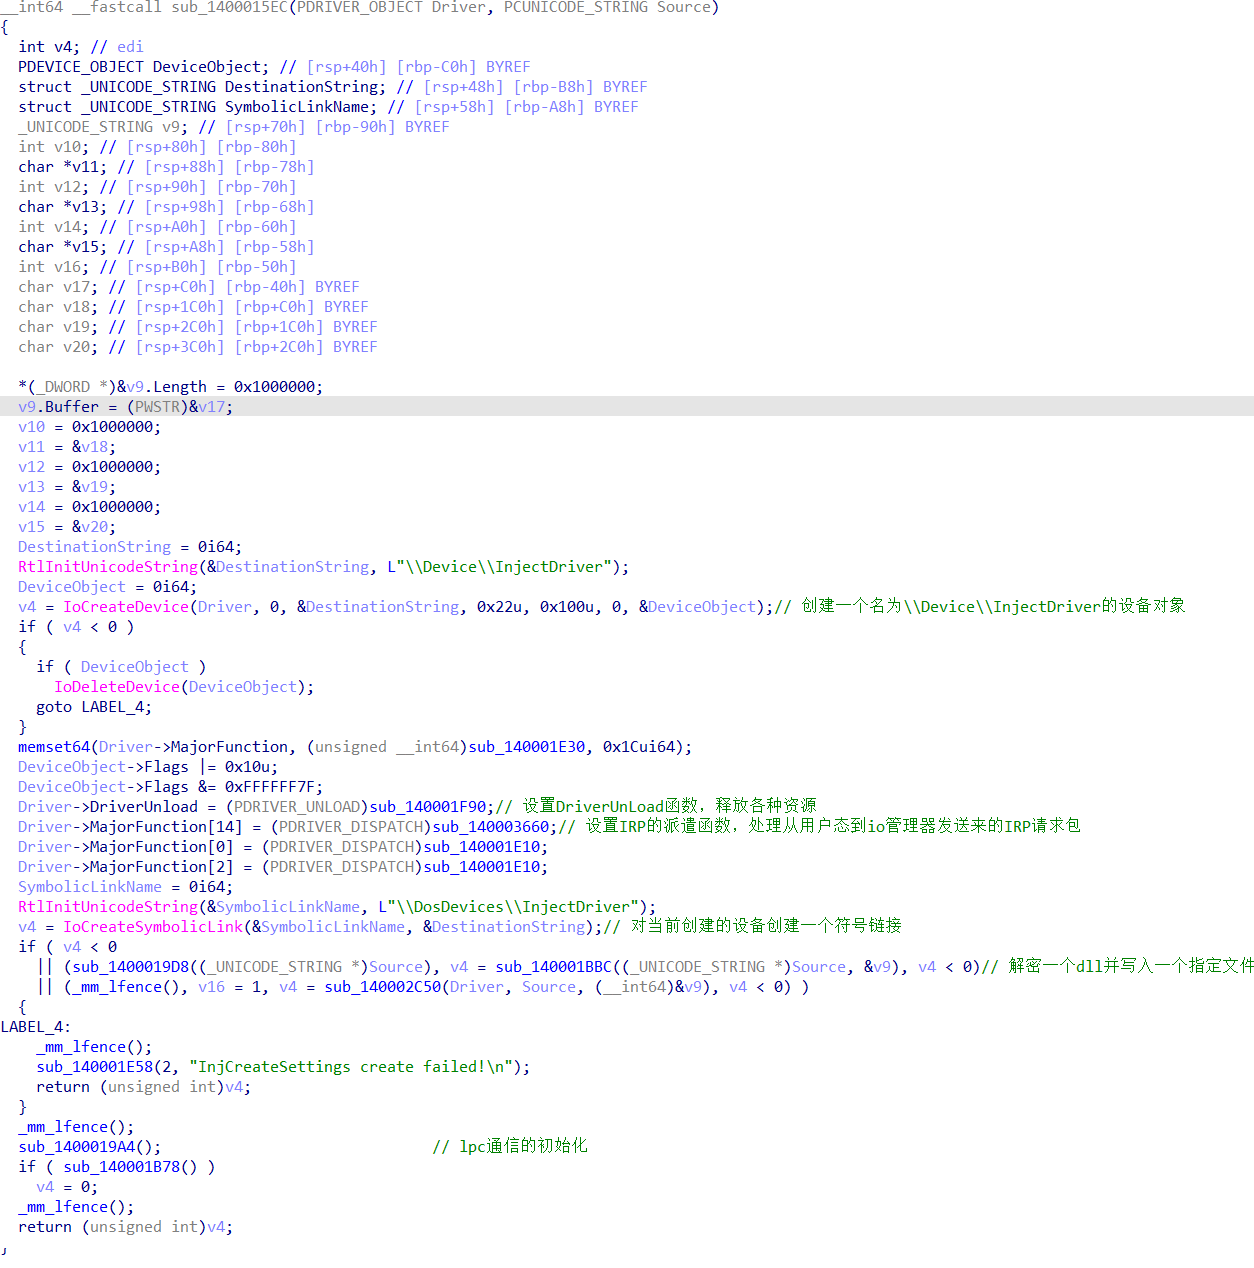 __int64 __fastcall sub_1400015EC(PDRIVER_OBJECT Driver, PCUNICODE_STRING Source)
{
  int v4; // edi
  PDEVICE_OBJECT DeviceObject; // [rsp+40h] [rbp-C0h] BYREF
  struct _UNICODE_STRING DestinationString; // [rsp+48h] [rbp-B8h] BYREF
  struct _UNICODE_STRING SymbolicLinkName; // [rsp+58h] [rbp-A8h] BYREF
  _UNICODE_STRING v9; // [rsp+70h] [rbp-90h] BYREF
  int v10; // [rsp+80h] [rbp-80h]
  char *v11; // [rsp+88h] [rbp-78h]
  int v12; // [rsp+90h] [rbp-70h]
  char *v13; // [rsp+98h] [rbp-68h]
  int v14; // [rsp+A0h] [rbp-60h]
  char *v15; // [rsp+A8h] [rbp-58h]
  int v16; // [rsp+B0h] [rbp-50h]
  char v17; // [rsp+C0h] [rbp-40h] BYREF
  char v18; // [rsp+1C0h] [rbp+C0h] BYREF
  char v19; // [rsp+2C0h] [rbp+1C0h] BYREF
  char v20; // [rsp+3C0h] [rbp+2C0h] BYREF

  *(_DWORD *)&v9.Length = 0x1000000;
  v9.Buffer = (PWSTR)&v17;
  v10 = 0x1000000;
  v11 = &v18;
  v12 = 0x1000000;
  v13 = &v19;
  v14 = 0x1000000;
  v15 = &v20;
  DestinationString = 0i64;
  RtlInitUnicodeString(&DestinationString, L"\\Device\\InjectDriver");
  DeviceObject = 0i64;
  v4 = IoCreateDevice(Driver, 0, &DestinationString, 0x22u, 0x100u, 0, &DeviceObject);// 创建一个名为\\Device\\InjectDriver的设备对象
  if ( v4 < 0 )
  {
    if ( DeviceObject )
      IoDeleteDevice(DeviceObject);
    goto LABEL_4;
  }
  memset64(Driver->MajorFunction, (unsigned __int64)sub_140001E30, 0x1Cui64);
  DeviceObject->Flags |= 0x10u;
  DeviceObject->Flags &= 0xFFFFFF7F;
  Driver->DriverUnload = (PDRIVER_UNLOAD)sub_140001F90;// 设置DriverUnLoad函数，释放各种资源
  Driver->MajorFunction[14] = (PDRIVER_DISPATCH)sub_140003660;// 设置IRP的派遣函数，处理从用户态到io管理器发送来的IRP请求包
  Driver->MajorFunction[0] = (PDRIVER_DISPATCH)sub_140001E10;
  Driver->MajorFunction[2] = (PDRIVER_DISPATCH)sub_140001E10;
  SymbolicLinkName = 0i64;
  RtlInitUnicodeString(&SymbolicLinkName, L"\\DosDevices\\InjectDriver");
  v4 = IoCreateSymbolicLink(&SymbolicLinkName, &DestinationString);// 对当前创建的设备创建一个符号链接
  if ( v4 < 0
    || (sub_1400019D8((_UNICODE_STRING *)Source), v4 = sub_140001BBC((_UNICODE_STRING *)Source, &v9), v4 < 0)// 解密一个dll并写入一个指定文件
    || (_mm_lfence(), v16 = 1, v4 = sub_140002C50(Driver, Source, (__int64)&v9), v4 < 0) )
  {
LABEL_4:
    _mm_lfence();
    sub_140001E58(2, "InjCreateSettings create failed!\n");
    return (unsigned int)v4;
  }
  _mm_lfence();
  sub_1400019A4();                              // lpc通信的初始化
  if ( sub_140001B78() )
    v4 = 0;
  _mm_lfence();
  return (unsigned int)v4;